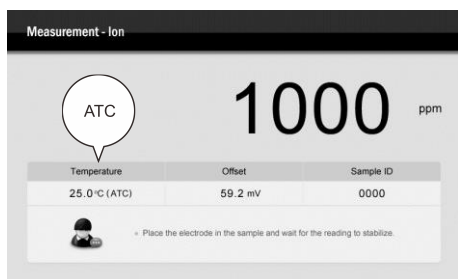 Measurement - Ion
ATC
1000 ppm
Temperature Offset Sample ID
25.0°C (ATC) 59.2 mV 0000
Place the electrode in the sample and wait for the reading to stabilize.